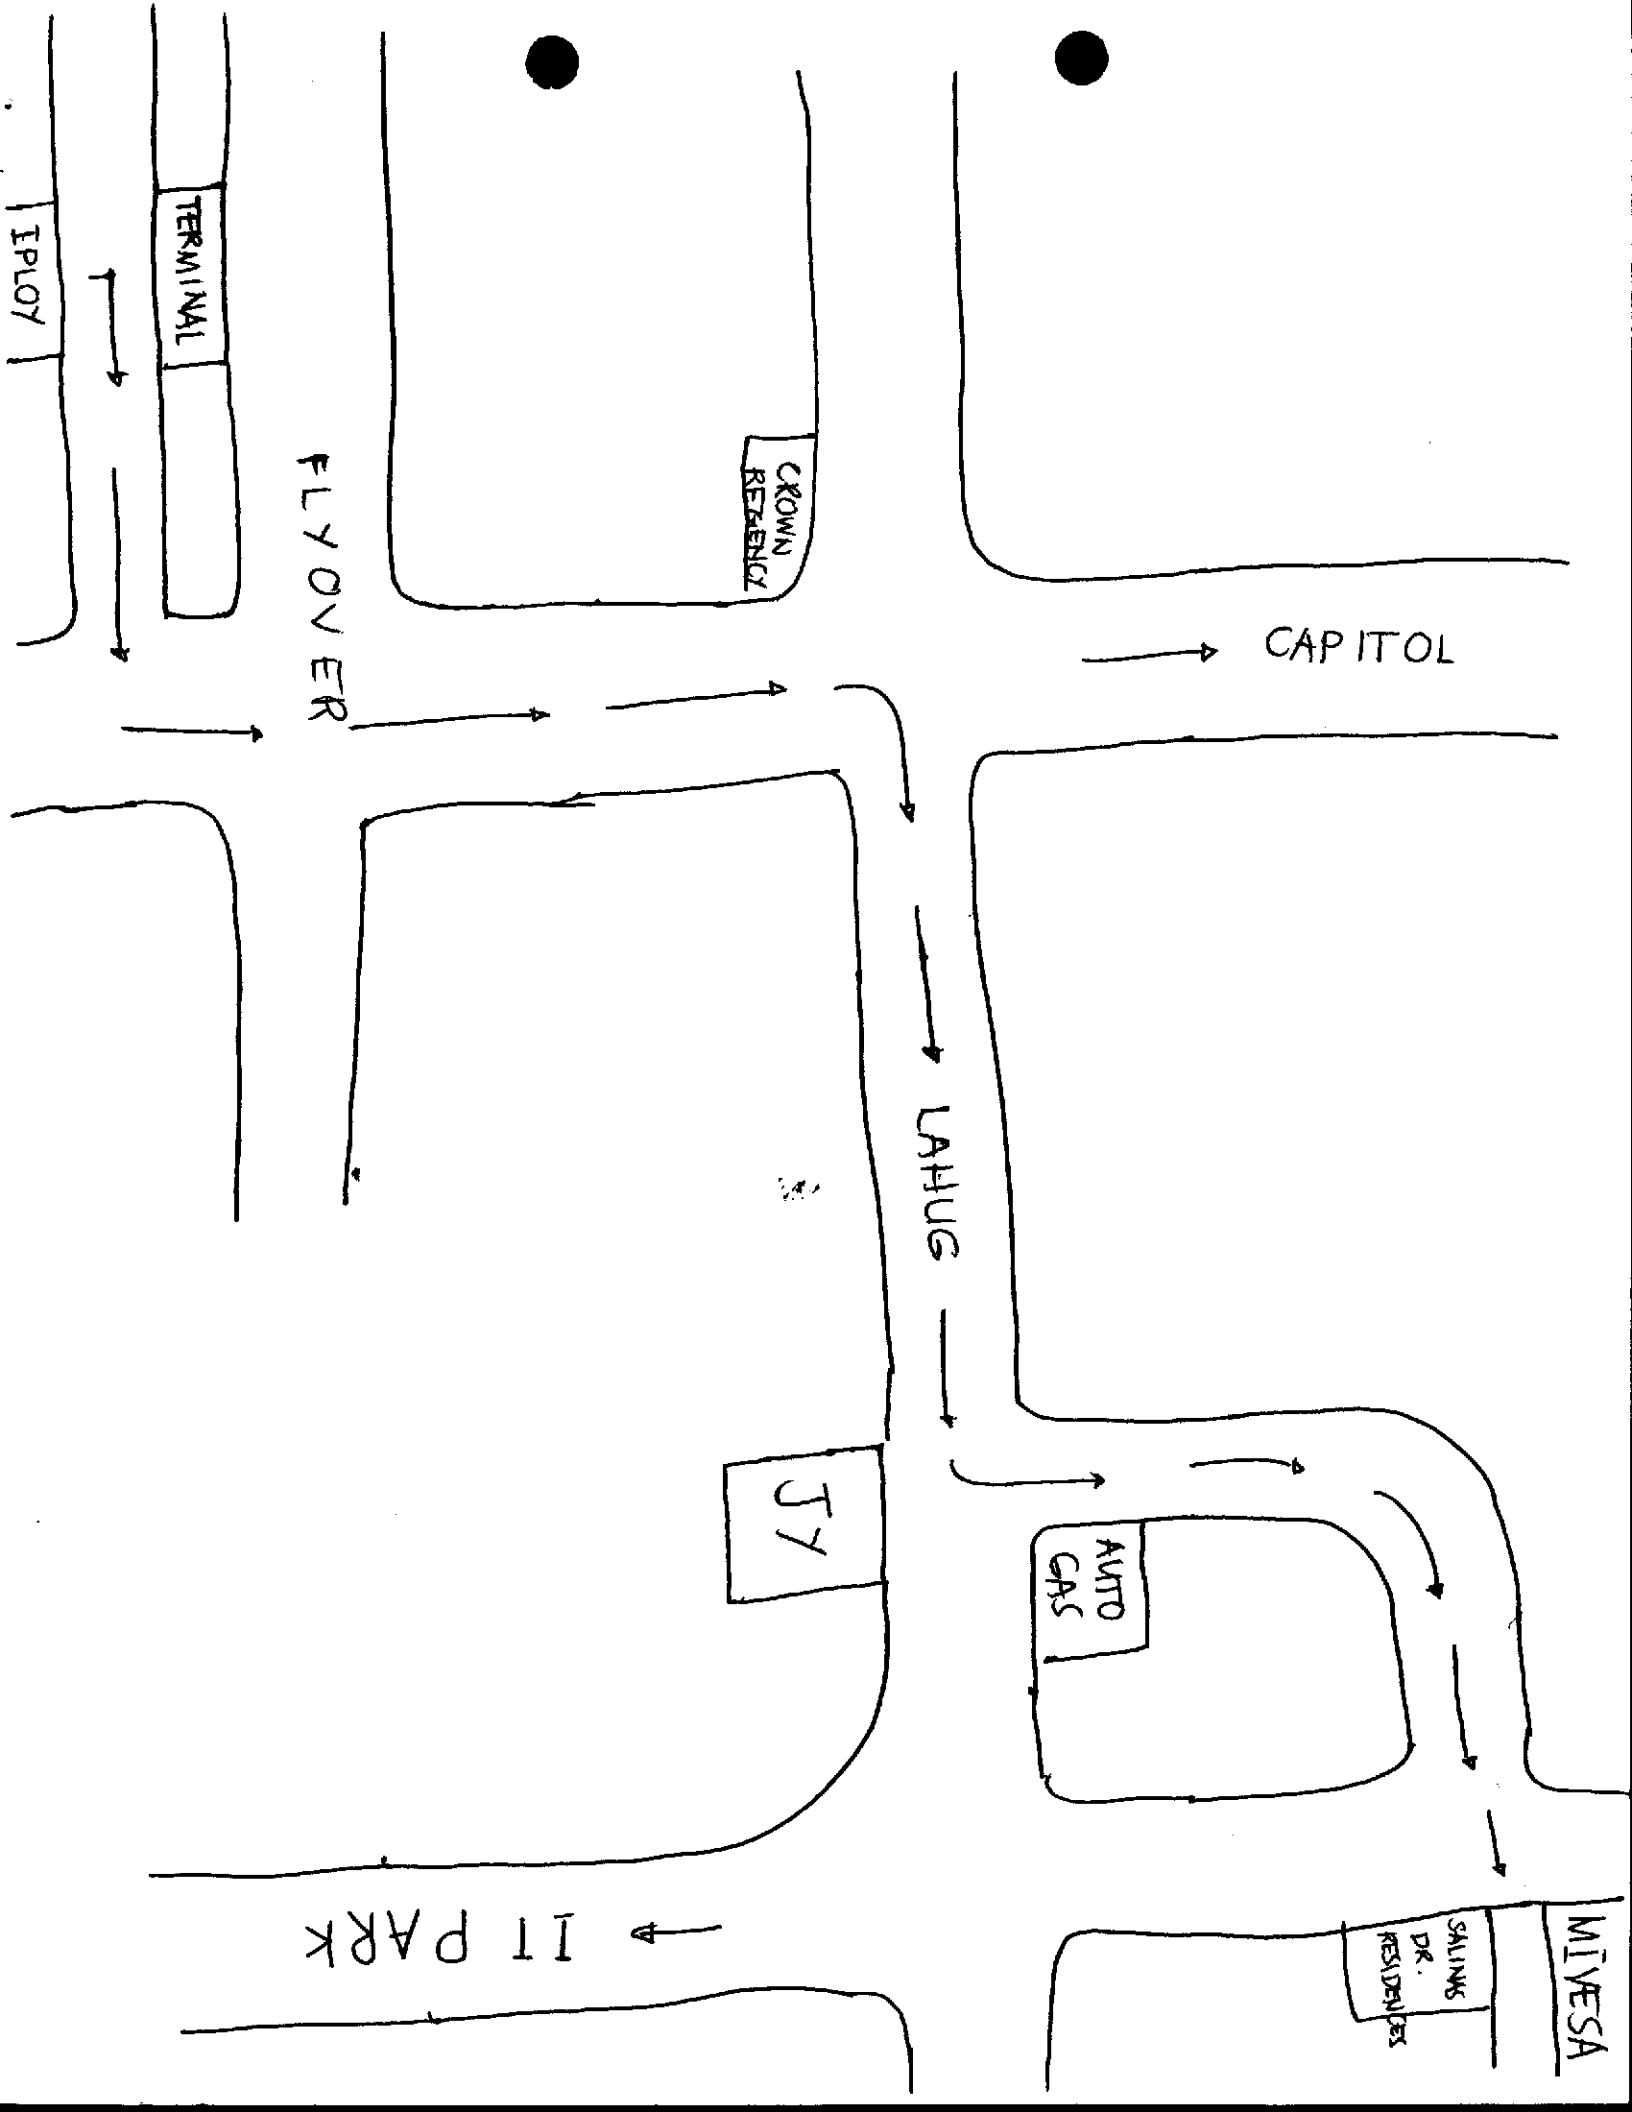 IPLOY
TERMINAL
FLYOVER
CROWN
REGENCY
CAPITOL
LAHUG
JY
AUTO
GAS
IT PARK
SALINAS
DR.
RESIDENCES
MIVESA